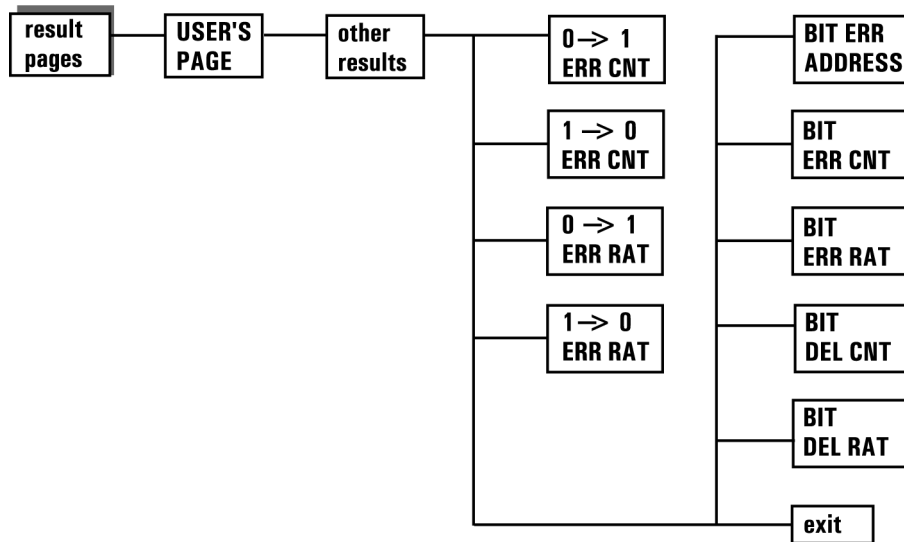 result
pages
USER'S
PAGE
other
results
0–> 1
ERR CNT
1 –> 0
ERR CNT
0 –> 1
ERR RAT
1–> 0
ERR RAT
BIT ERR
ADDRESS
BIT
ERR CNT
BIT
ERR RAT
BIT
DEL CNT
BIT
DEL RAT
exit